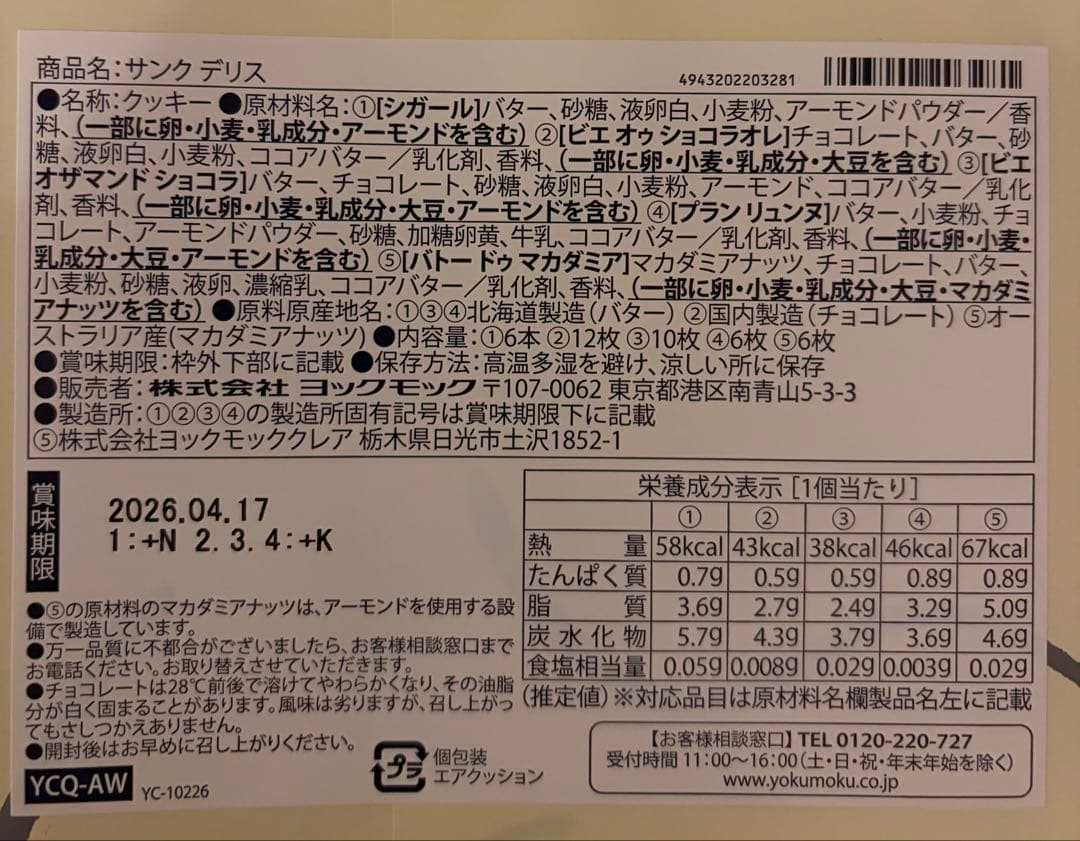 商品名:サンク デリス
4943202203281
●名称:クッキー ●原材料名:①[シガール]バター、砂糖、液卵白、小麦粉、アーモンドパウダー/香
料、(一部に卵・小麦・乳成分・アーモンドを含む) ②[ビエ オゥ ショコラオレ]チョコレート、バター、砂
糖、液卵白、小麦粉、ココアバター/乳化剤、香料、(一部に卵・小麦・乳成分・大豆を含む) ③[ビエ
オザマンド ショコラ]バター、チョコレート、砂糖、液卵白、小麦粉、アーモンド、ココアバター/乳化
剤、香料、(一部に卵・小麦・乳成分・大豆・アーモンドを含む) ④[プラン リュンヌ]バター、小麦粉、チョ
コレート、アーモンドパウダー、砂糖、加糖卵黄、牛乳、ココアバター/乳化剤、香料、(一部に卵・小麦・
乳成分・大豆・アーモンドを含む) ⑤[バトー ドゥ マカダミア]マカダミアナッツ、チョコレート、バター、
小麦粉、砂糖、液卵、濃縮乳、ココアバター/乳化剤、香料、(一部に卵・小麦・乳成分・大豆・マカダミ
アナッツを含む) ●原料原産地名:①③④北海道製造(バター) ②国内製造(チョコレート) ⑤オー
ストラリア産(マカダミアナッツ) ●内容量:①6本 ②12枚 ③10枚 ④6枚 ⑤6枚
●賞味期限:枠外下部に記載 ●保存方法:高温多湿を避け、涼しい所に保存
●販売者:株式会社 ヨックモック 〒107-0062 東京都港区南青山5-3-3
●製造所:①②③④の製造所固有記号は賞味期限下に記載
⑤株式会社ヨックモッククレア 栃木県日光市土沢1852-1
賞味期限
2026.04.17
1:+N 2.3.4:+K
●⑤の原材料のマカダミアナッツは、アーモンドを使用する設
備で製造しています。
●万一品質に不都合がございましたら、お客様相談窓口まで
お電話ください。お取り替えさせていただきます。
●チョコレートは28℃前後で溶けてやわらかくなり、その油脂
分が白く固まることがあります。風味は劣りますが、召し上がっ
てもさしつかえありません。
●開封後はお早めに召し上がりください。
YCQ-AW YC-10226
プラ
個包装
エアクッション
栄養成分表示 [1個当たり]
① ② ③ ④ ⑤
熱量 58kcal 43kcal 38kcal 46kcal 67kcal
たんぱく質 0.7g 0.5g 0.5g 0.8g 0.8g
脂質 3.6g 2.7g 2.4g 3.2g 5.0g
炭水化物 5.7g 4.3g 3.7g 3.6g 4.6g
食塩相当量 0.05g 0.008g 0.02g 0.003g 0.02g
(推定値) ※対応品目は原材料名欄製品名左に記載
【お客様相談窓口】TEL 0120-220-727
受付時間 11:00~16:00(土・日・祝・年末年始を除く)
www.yokumoku.co.jp